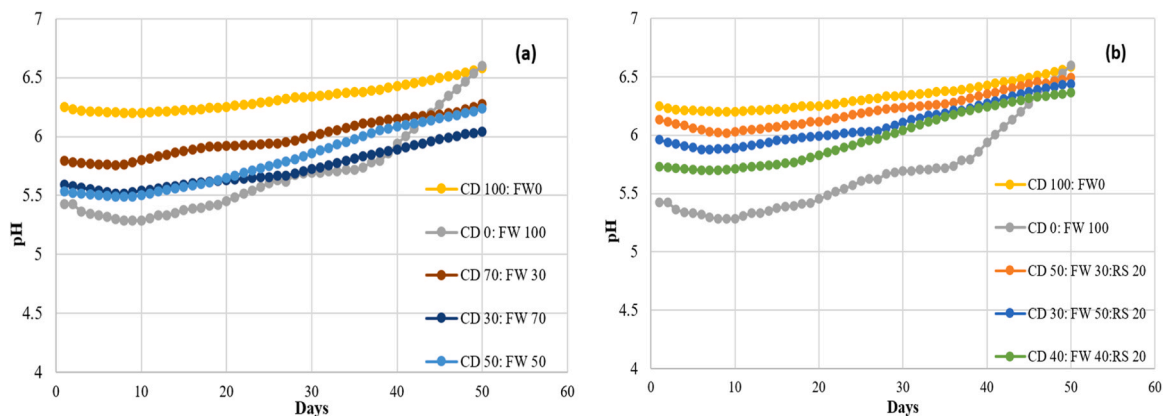 7
6.5
6
5.5
5
4.5
4
pH
(a)
CD 100: FW0
CD 0: FW 100
CD 70: FW 30
CD 30: FW 70
CD 50: FW 50
0 10 20 30 40 50 60
Days
7
6.5
6
5.5
5
4.5
4
pH
(b)
CD 100: FW0
CD 0: FW 100
CD 50: FW 30:RS 20
CD 30: FW 50:RS 20
CD 40: FW 40:RS 20
0 10 20 30 40 50 60
Days